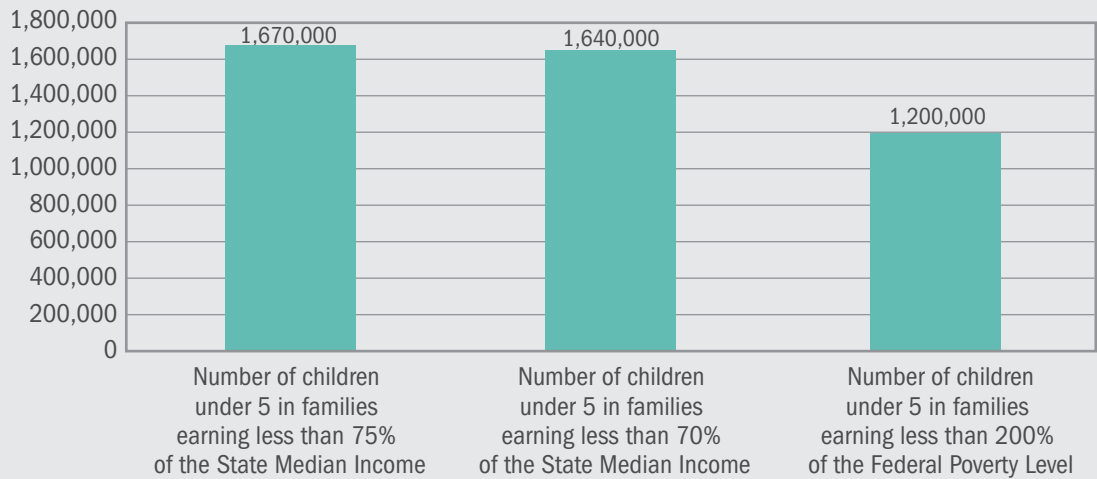 1,800,000
1,600,000
1,400,000
1,200,000
1,000,000
800,000
600,000
400,000
200,000
0
1,670,000
1,640,000
1,200,000
Number of children
under 5 in families
earning less than 75%
of the State Median Income
Number of children
under 5 in families
earning less than 70%
of the State Median Income
Number of children
under 5 in families
earning less than 200%
of the Federal Poverty Level